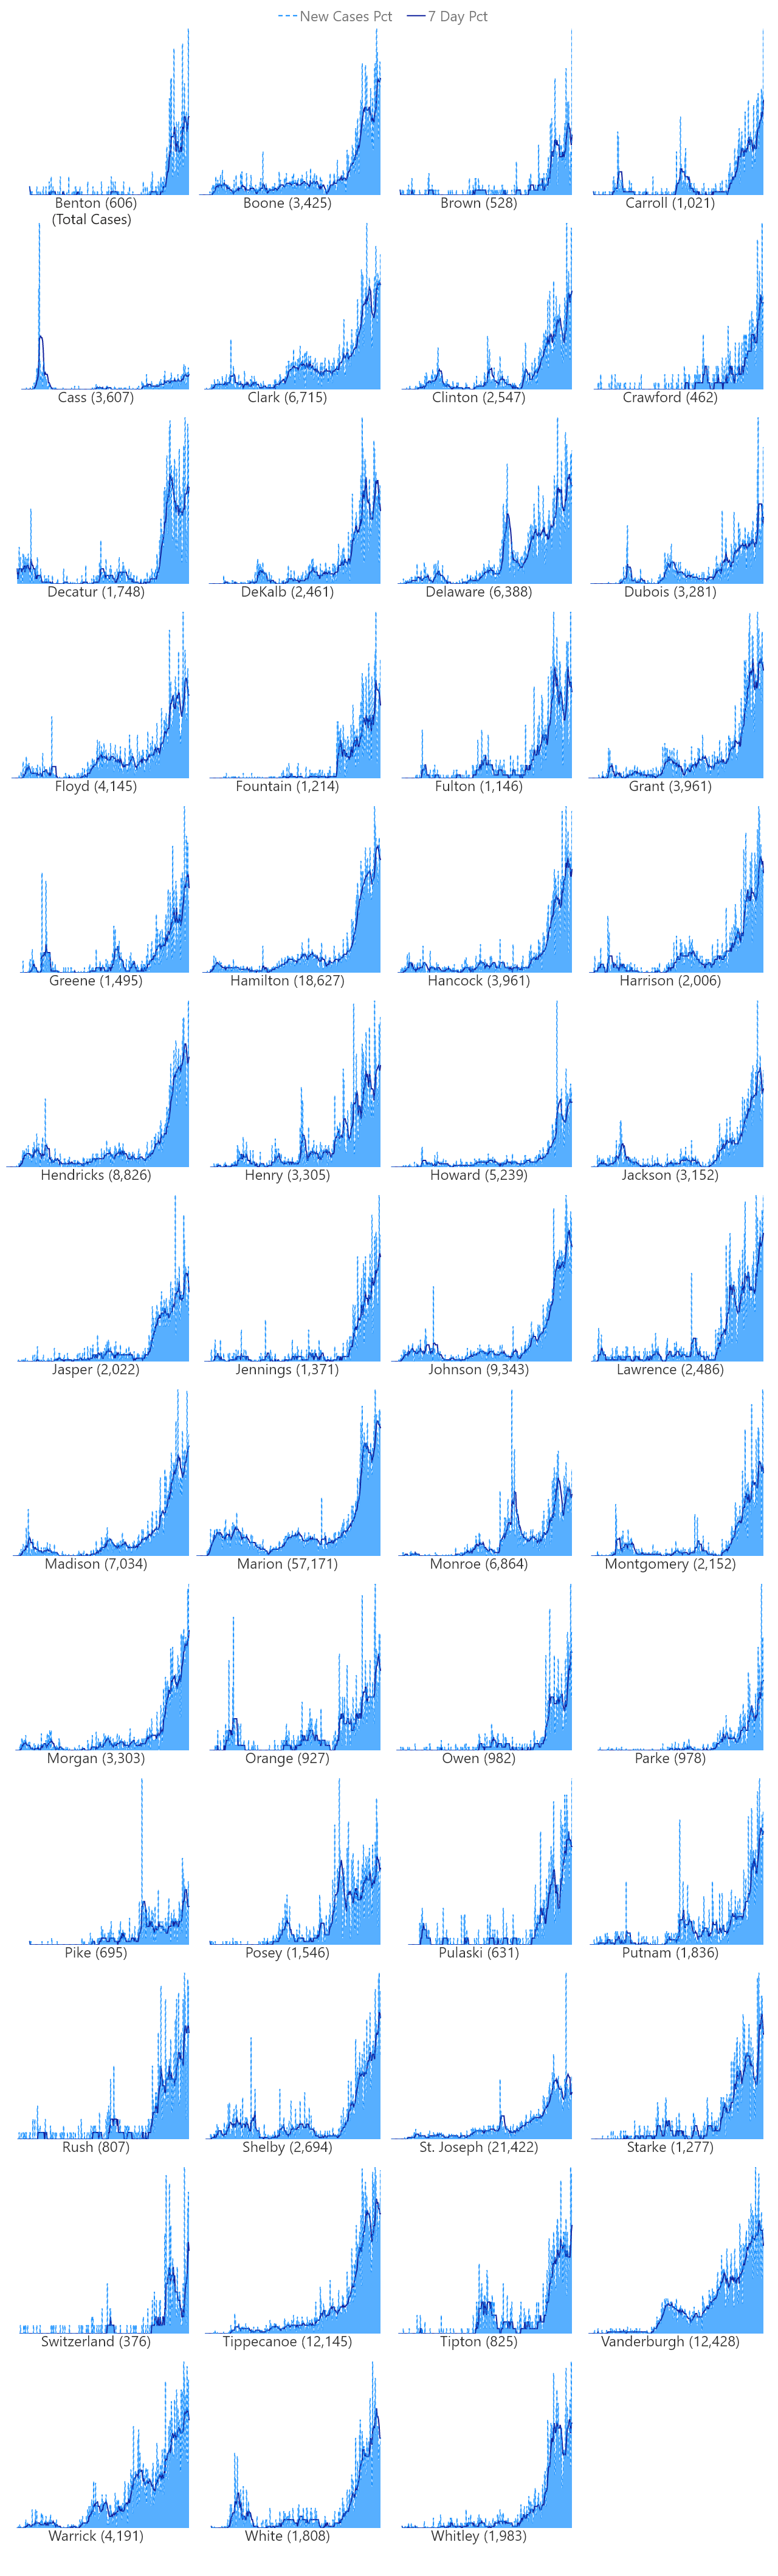 New Cases Pct 7 Day Pct
Benton (606) Boone (3,425) Brown (528) Carroll (1,021)
(Total Cases)
Cass (3,607) Clark (6,715) Clinton (2,547) Crawford (462)
Decatur (1,748) DeKalb (2,461) Delaware (6,388) Dubois (3,281)
Floyd (4,145) Fountain (1,214) Fulton (1,146) Grant (3,961)
Greene (1,495) Hamilton (18,627) Hancock (3,961) Harrison (2,006)
Hendricks (8,826) Henry (3,305) Howard (5,239) Jackson (3,152)
Jasper (2,022) Jennings (1,371) Johnson (9,343) Lawrence (2,486)
Madison (7,034) Marion (57,171) Monroe (6,864) Montgomery (2,152)
Morgan (3,303) Orange (927) Owen (982) Parke (978)
Pike (695) Posey (1,546) Pulaski (631) Putnam (1,836)
Rush (807) Shelby (2,694) St. Joseph (21,422) Starke (1,277)
Switzerland (376) Tippecanoe (12,145) Tipton (825) Vanderburgh (12,428)
Warrick (4,191) White (1,808) Whitley (1,983)